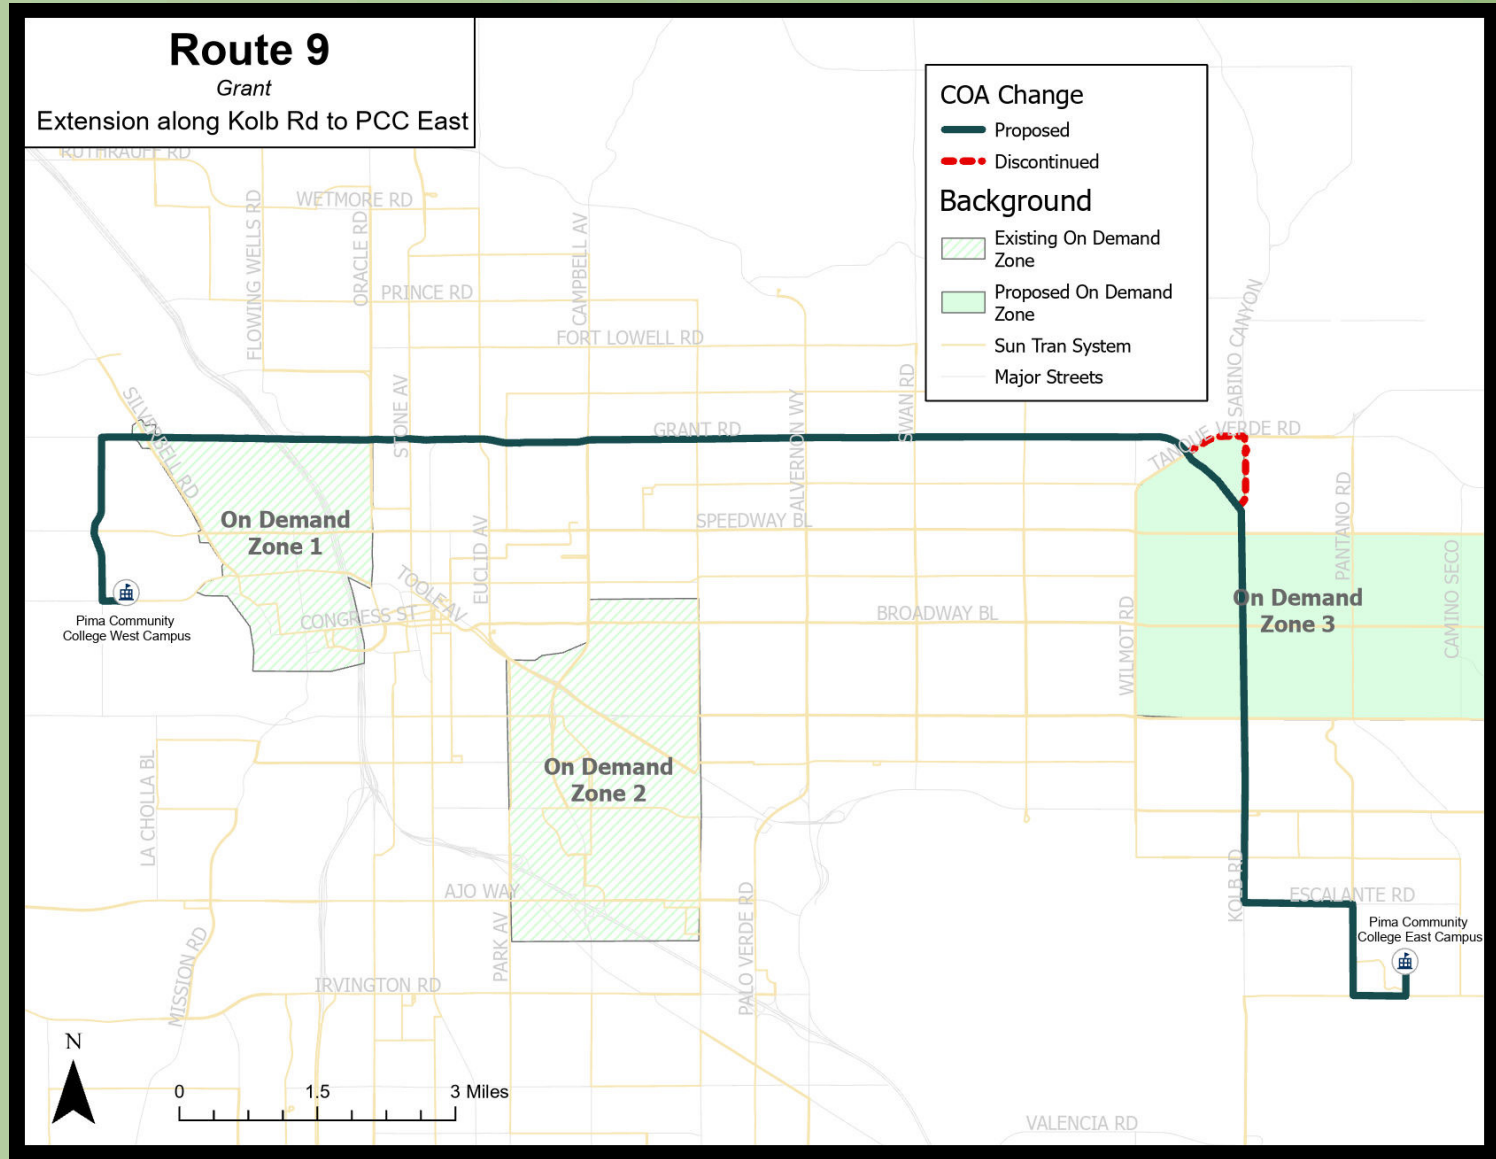 Route 9
Grant
Extension along Kolb Rd to PCC East
COA Change
Proposed
Discontinued
Background
Existing On Demand
Zone
Proposed On Demand
Zone
Sun Tran System
Major Streets
RUTHRAUFF RD
WETMORE RD
FLOWING WELLS RD
ORACLE RD
CAMPBELL AV
PRINCE RD
FORT LOWELL RD
SABINO CANYON
SILVERBELL RD
STONE AV
GRANT RD
ALVERNON WY
SWAN RD
TANQUE VERDE RD
On Demand
Zone 1
EUCLID AV
SPEEDWAY BL
PANTANO RD
CAMINO SECO
TOOLE AV
CONGRESS ST
BROADWAY BL
WILMOT RD
On Demand
Zone 3
Pima Community
College West Campus
On Demand
Zone 2
LA CHOLLA BL
AJO WAY
KOLB RD
ESCALANTE RD
Pima Community
College East Campus
MISSION RD
PARK AV
PALO VERDE RD
IRVINGTON RD
N
0 1.5 3 Miles
VALENCIA RD